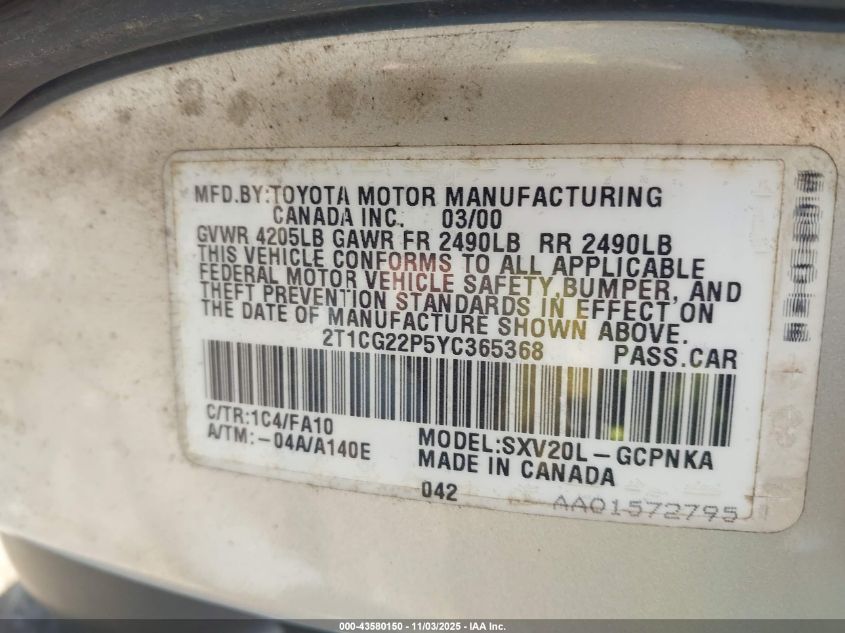 MFD.BY:TOYOTA MOTOR MANUFACTURING
CANADA INC. 03/00
GVWR 4205LB GAWR FR 2490LB RR 2490LB
THIS VEHICLE CONFORMS TO ALL APPLICABLE
FEDERAL MOTOR VEHICLE SAFETY,BUMPER, AND
THEFT PREVENTION STANDARDS IN EFFECT ON
THE DATE OF MANUFACTURE SHOWN ABOVE.
2T1CG22P5YC365368 PASS.CAR
C/TR:1C4/FA10
A/TM:-04A/A140E
MODEL:SXV20L-GCPNKA
MADE IN CANADA
042
AA01572795
000-43580150 - 11/03/2025 - IAA Inc.